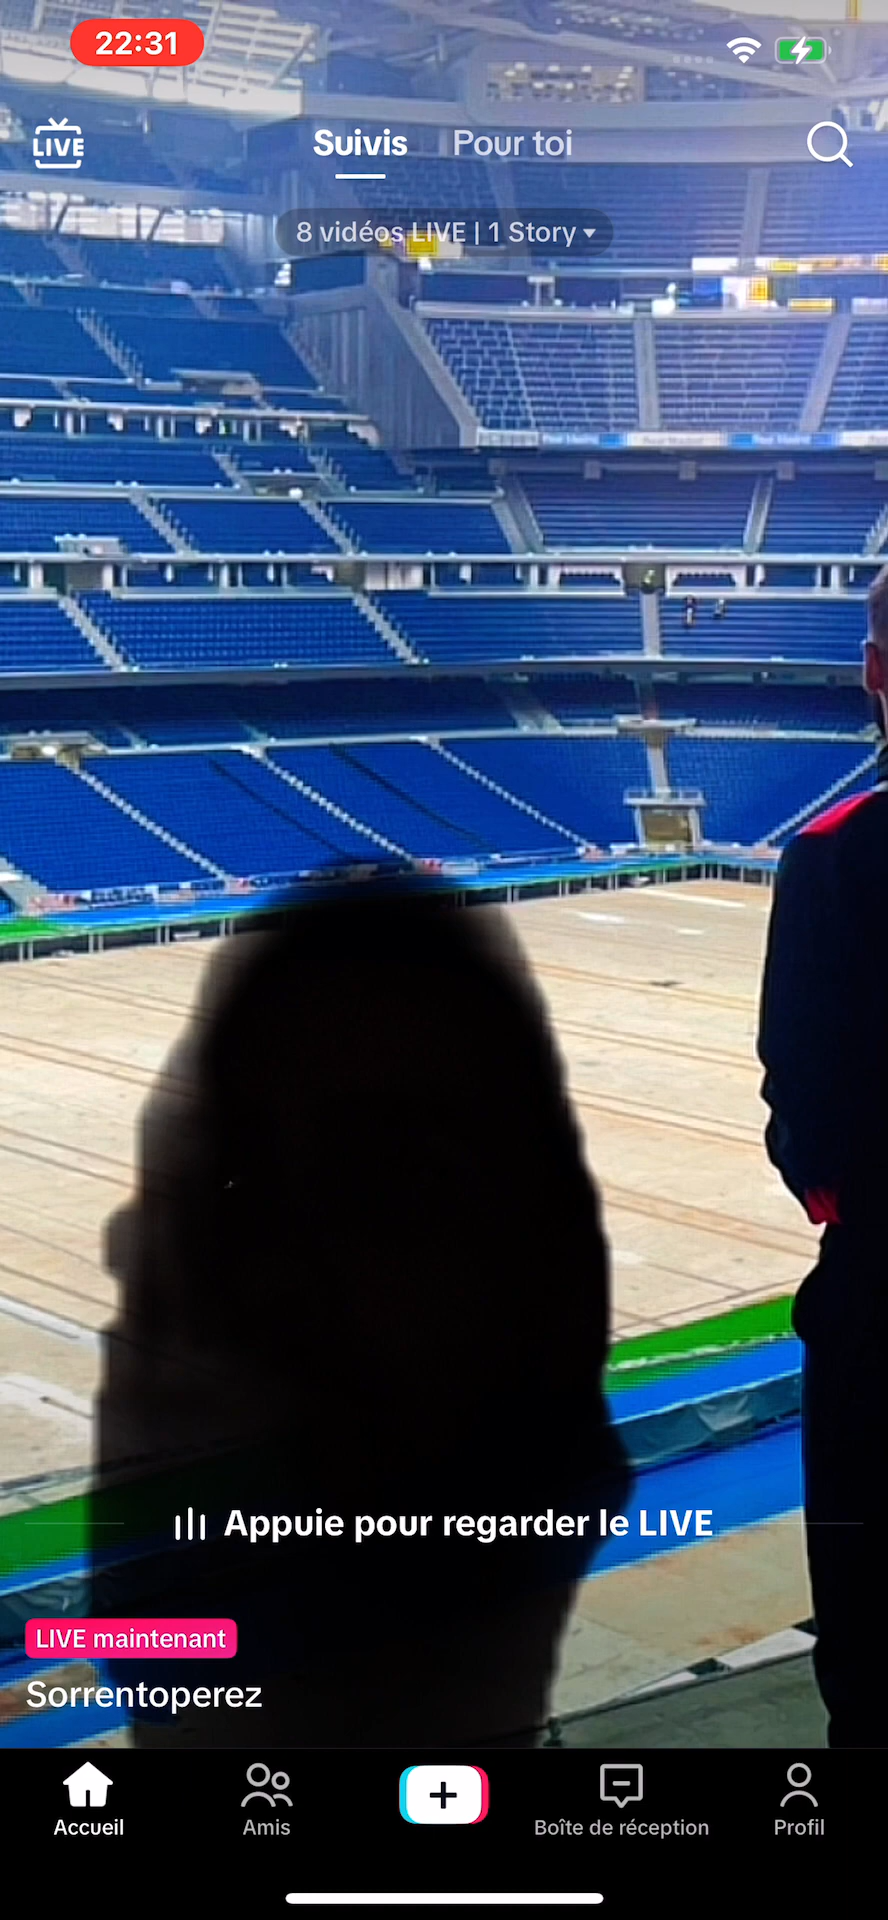 22:31
LIVE
Suivis
Pour toi
8 vidéos LIVE | 1 Story
Appuie pour regarder le LIVE
LIVE maintenant
Sorrentoperez
Accueil
Amis
Boîte de réception
Profil